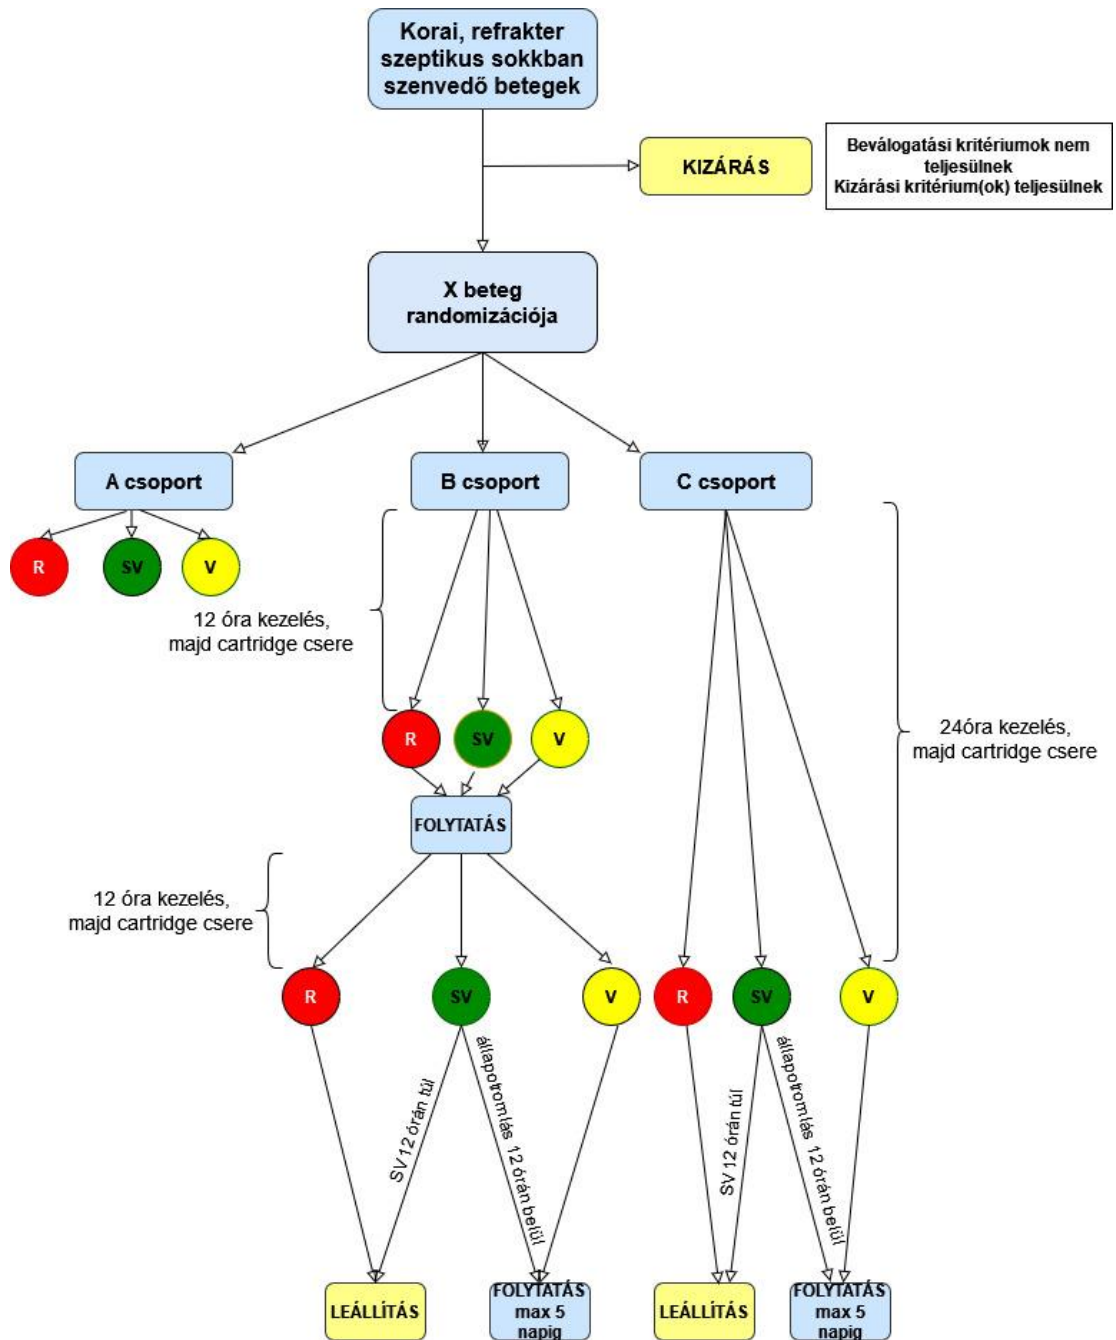 Korai, refrakter
szeptikus sokkban
szenvedő betegek
KIZÁRÁS
Beválogatási kritériumok nem
teljesülnek
Kizárási kritérium(ok) teljesülnek
X beteg
randomizációja
A csoport
B csoport
C csoport
R
SV
V
12 óra kezelés,
majd cartridge csere
R
SV
V
24óra kezelés,
majd cartridge csere
FOLYTATÁS
12 óra kezelés,
majd cartridge csere
R
SV
V
R
SV
V
SV 12 órán túl
állapotromlás 12 órán belül
SV 12 órán túl
állapotromlás 12 órán belül
LEÁLLÍTÁS
FOLYTATÁS
max 5
napig
LEÁLLÍTÁS
FOLYTATÁS
max 5
napig